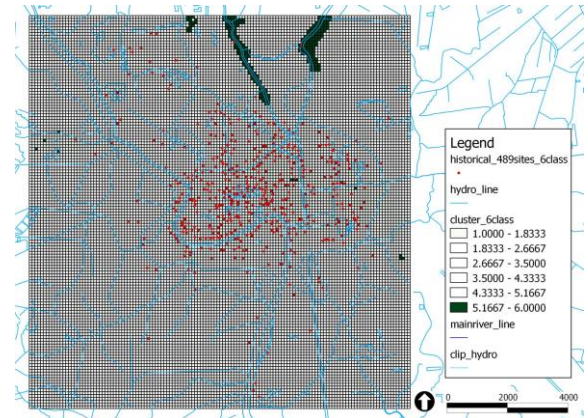 Legend
historical_489sites_6class
hydro_line
cluster_6class
1.0000 - 1.8333
1.8333 - 2.6667
2.6667 - 3.5000
3.5000 - 4.3333
4.3333 - 5.1667
5.1667 - 6.0000
mainriver_line
clip_hydro
0 2000 4000